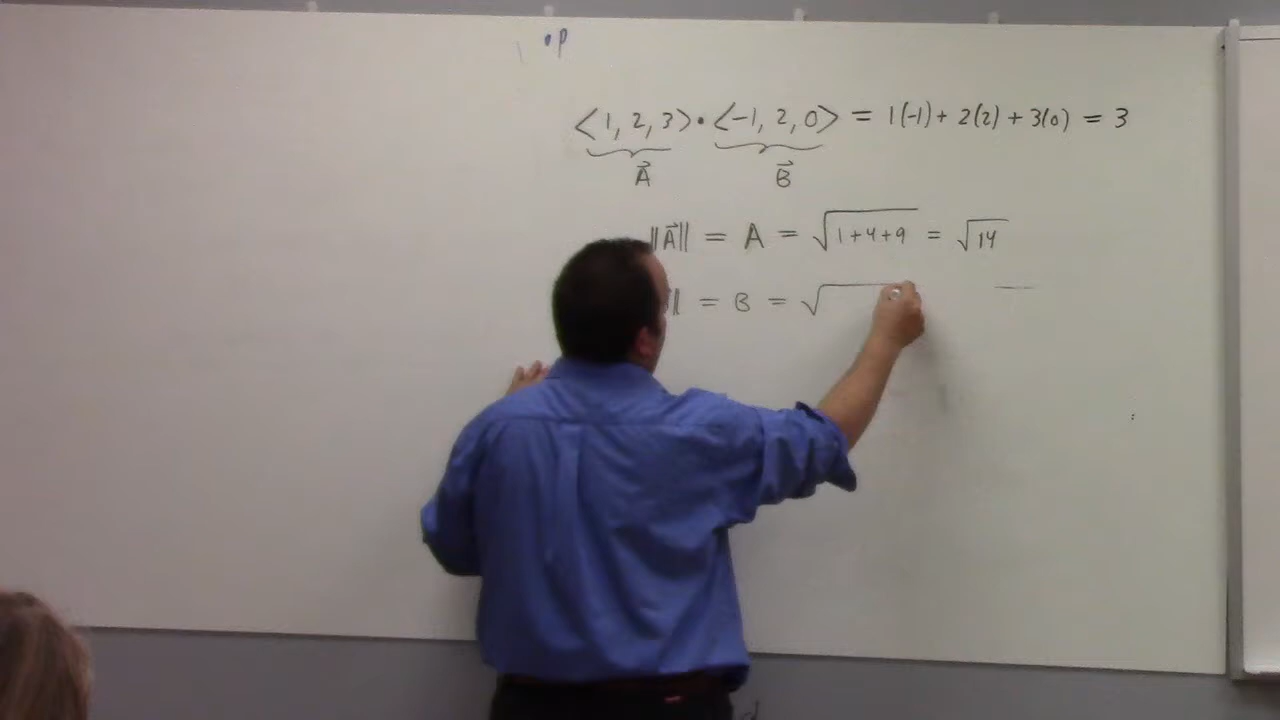 • p
<1, 2, 3> • <-1, 2, 0> = 1(-1) + 2(2) + 3(0) = 3
A⃗ B⃗
||A⃗|| = A = √(1+4+9) = √14
|| = B = √